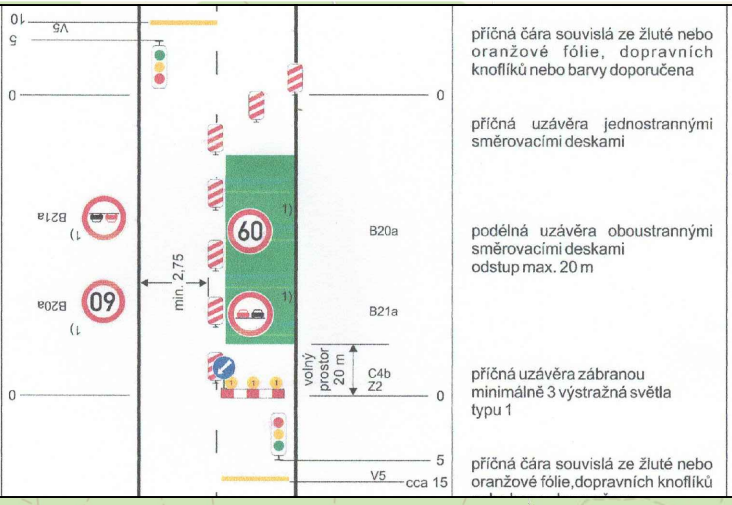 10
V5
5
0
0
příčná čára souvislá ze žluté nebo
oranžové fólie, dopravních
knoflíků nebo barvy doporučena
příčná uzávěra jednostrannými
směrovacími deskami
B21a
1)
1)
60
B20a
podélná uzávěra oboustrannými
směrovacími deskami
odstup max. 20 m
min. 2,75
60
B20a
1)
1)
B21a
volný
prostor
20 m
C4b
Z2
1 1 1
0
0
příčná uzávěra zábranou
minimálně 3 výstražná světla
typu 1
5
V5
cca 15
příčná čára souvislá ze žluté nebo
oranžové fólie,dopravních knoflíků